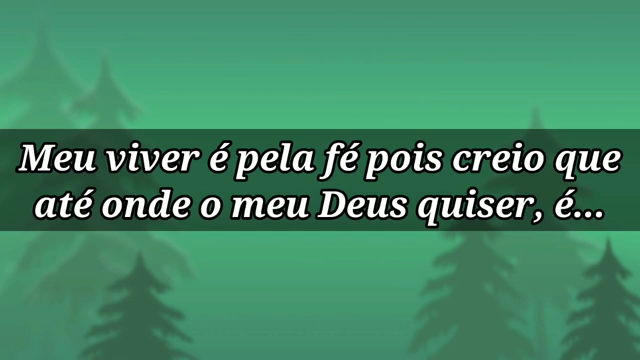 Meu viver é pela fé pois creio que
até onde o meu Deus quiser, é...